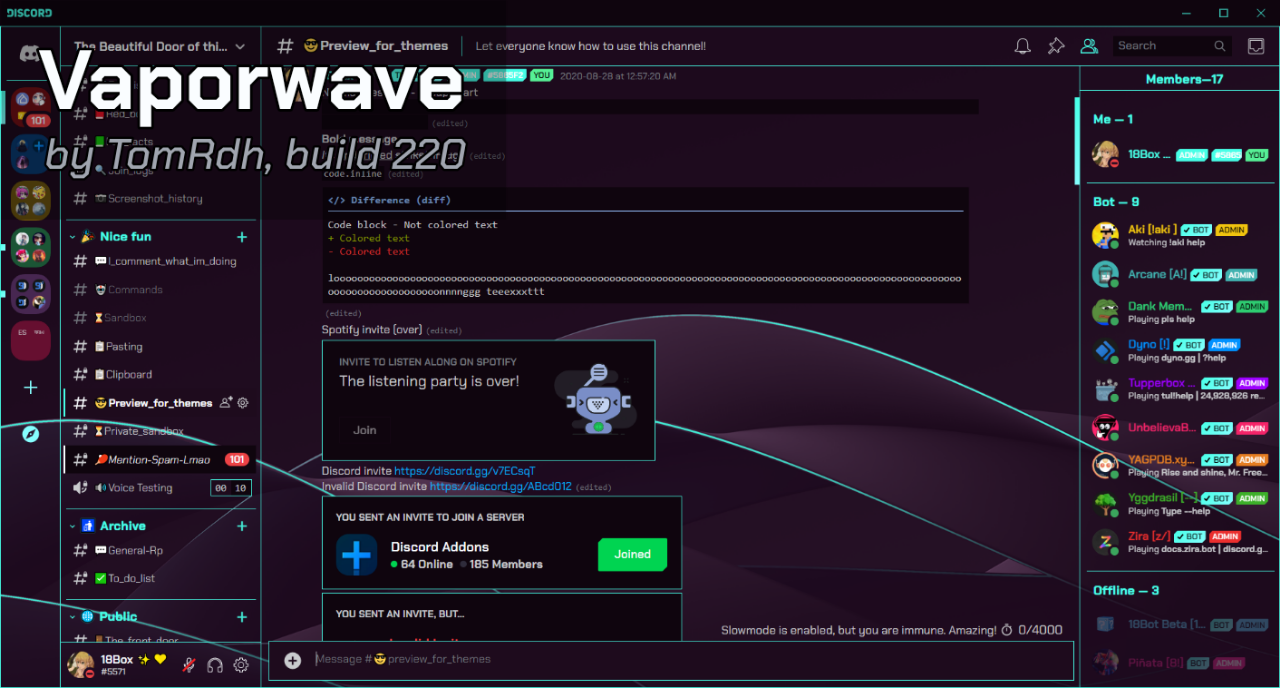 DISCORD
The Beautiful Door of thi...
Vaporwave
by TomRdh, build 220
Screenshot_history
Nice fun
I_comment_what_im_doing
Commands
Sandbox
Pasting
Clipboard
Preview_for_themes
Private_sandbox
Mention-Spam-Lmao 101
Voice Testing 00 10
Archive
General-Rp
To_do_list
Public
The_front_door
18Box ✨ 💛
#5571
101
# 😎Preview_for_themes
Let everyone know how to use this channel!
Search
YOU 2020-08-28 at 12:57:20 AM
(edited)
(edited)
code.inline (edited)
</> Difference (diff)
Code block - Not colored text
+ Colored text
- Colored text
(edited)
Spotify invite [over] (edited)
INVITE TO LISTEN ALONG ON SPOTIFY
The listening party is over!
Join
Discord invite https://discord.gg/v7ECsqT
Invalid Discord invite https://discord.gg/ABcd012 (edited)
YOU SENT AN INVITE TO JOIN A SERVER
Discord Addons
64 Online 185 Members
Joined
YOU SENT AN INVITE, BUT...
Slowmode is enabled, but you are immune. Amazing! 0/4000
Message #😎preview_for_themes
Members—17
Me — 1
18Box ... ADMIN #5865 YOU
Bot — 9
Aki [!aki ] ✓ BOT ADMIN
Watching !aki help
Arcane [A!] ✓ BOT ADMIN
Dank Mem... ✓ BOT ADMIN
Playing pls help
Dyno [!] ✓ BOT ADMIN
Playing dyno.gg | ?help
Tupperbox ... ✓ BOT ADMIN
Playing tul!help | 24,928,926 re...
UnbelievaB... ✓ BOT ADMIN
YAGPDB.xy... ✓ BOT ADMIN
Playing Rise and shine, Mr. Free...
Yggdrasil [--] ✓ BOT ADMIN
Playing Type --help
Zira [z/] ✓ BOT ADMIN
Playing docs.zira.bot | discord.g...
Offline — 3
18Bot Beta [1... BOT ADMIN
Piñata [B!] BOT ADMIN